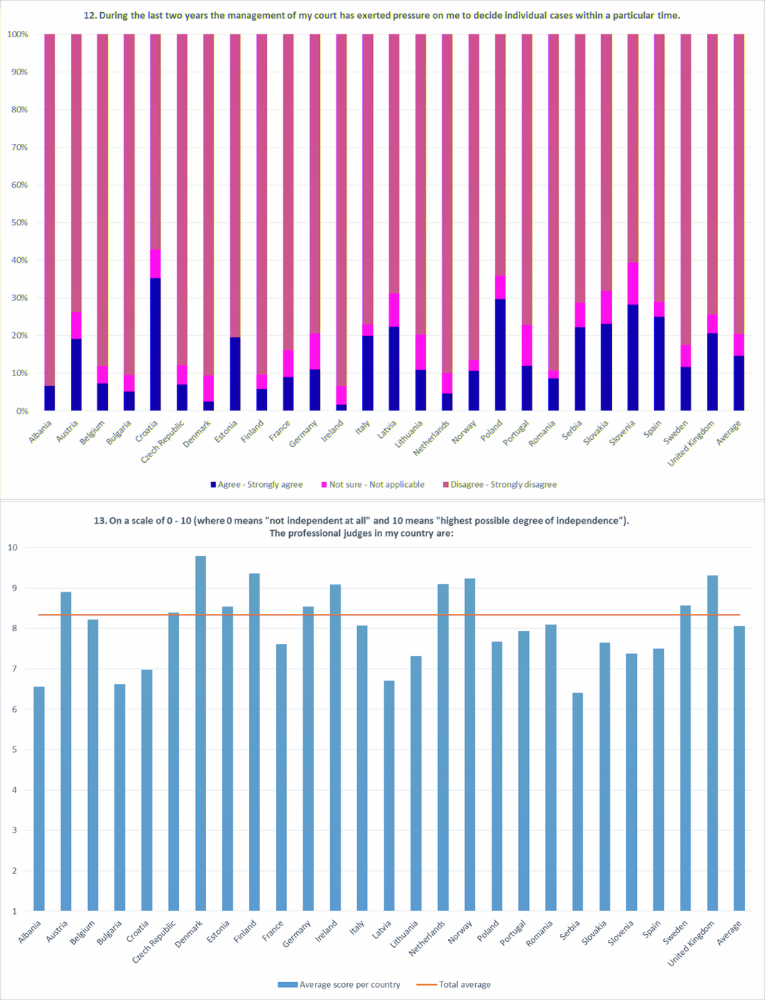 12. During the last two years the management of my court has exerted pressure on me to decide individual cases within a particular time.
100%
90%
80%
70%
60%
50%
40%
30%
20%
10%
0%
Albania
Austria
Belgium
Bulgaria
Croatia
Czech Republic
Denmark
Estonia
Finland
France
Germany
Ireland
Italy
Latvia
Lithuania
Netherlands
Norway
Poland
Portugal
Romania
Serbia
Slovakia
Slovenia
Spain
Sweden
United Kingdom
Average
Agree - Strongly agree
Not sure - Not applicable
Disagree - Strongly disagree
13. On a scale of 0 - 10 (where 0 means "not independent at all" and 10 means "highest possible degree of independence").
The professional judges in my country are:
10
9
8
7
6
5
4
3
2
1
Albania
Austria
Belgium
Bulgaria
Croatia
Czech Republic
Denmark
Estonia
Finland
France
Germany
Ireland
Italy
Latvia
Lithuania
Netherlands
Norway
Poland
Portugal
Romania
Serbia
Slovakia
Slovenia
Spain
Sweden
United Kingdom
Average
Average score per country
Total average